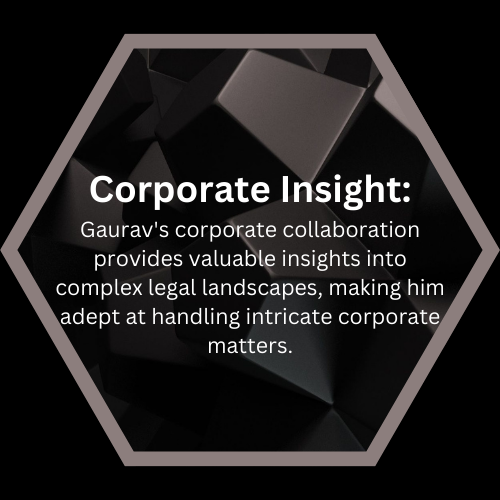 Corporate Insight:
Gaurav's corporate collaboration
provides valuable insights into
complex legal landscapes, making him
adept at handling intricate corporate
matters.